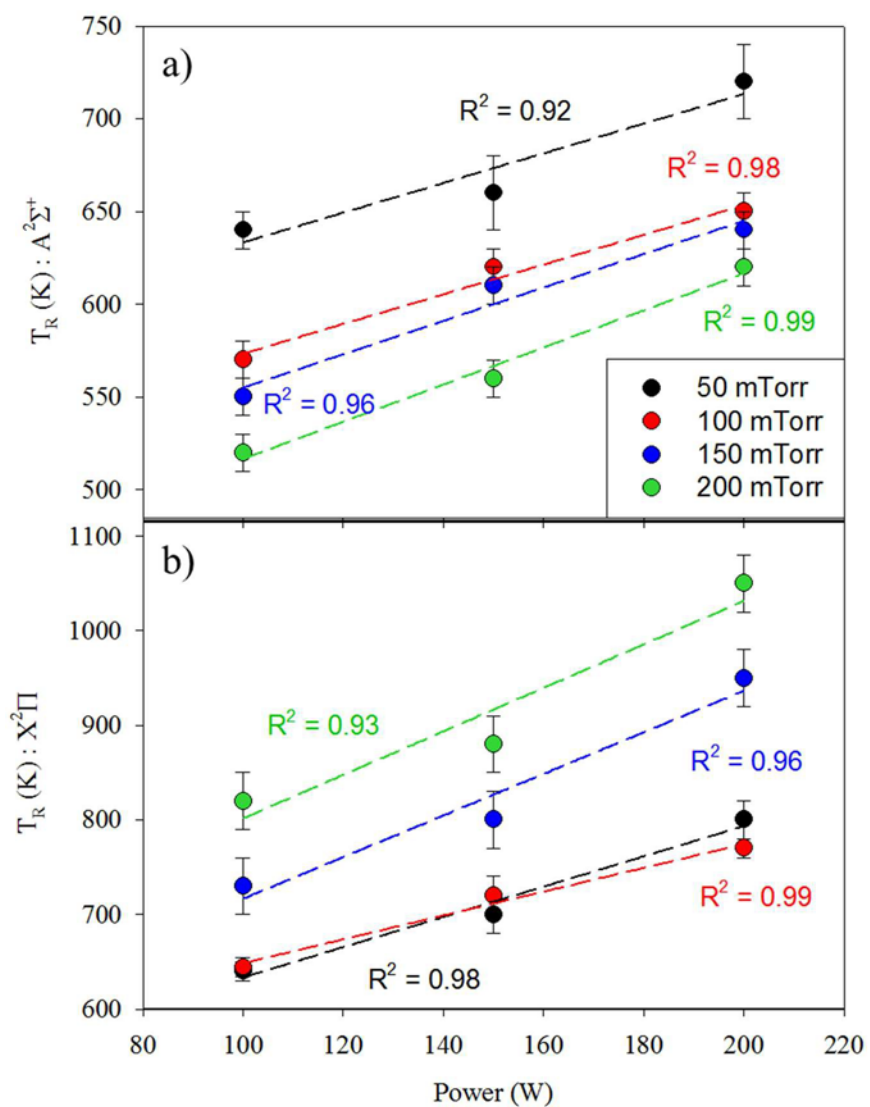 750
a)
700
650
600
550
500
T_R (K) : A²Σ⁺
R² = 0.92
R² = 0.98
R² = 0.99
R² = 0.96
50 mTorr
100 mTorr
150 mTorr
200 mTorr
1100
b)
1000
900
800
700
600
T_R (K) : X²Π
R² = 0.93
R² = 0.96
R² = 0.99
R² = 0.98
80 100 120 140 160 180 200 220
Power (W)